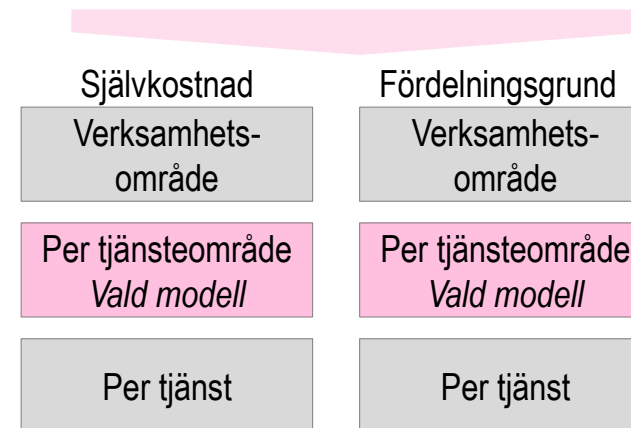 Självkostnad
Verksamhets-
område
Per tjänsteområde
Vald modell
Per tjänst
Fördelningsgrund
Verksamhets-
område
Per tjänsteområde
Vald modell
Per tjänst